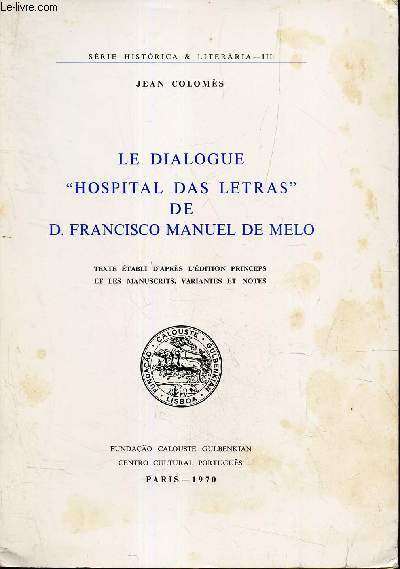 Le-livre.com
SÉRIE HISTÓRICA & LITERÁRIA—III
JEAN COLOMÈS
LE DIALOGUE
“HOSPITAL DAS LETRAS”
DE
D. FRANCISCO MANUEL DE MELO
TEXTE ÉTABLI D'APRÈS L'ÉDITION PRINCEPS
ET LES MANUSCRITS, VARIANTES ET NOTES
FUNDAÇÃO · CALOUSTE · GULBENKIAN
LISBOA
FUNDAÇÃO CALOUSTE GULBENKIAN
CENTRO CULTURAL PORTUGUÊS
PARIS—1970